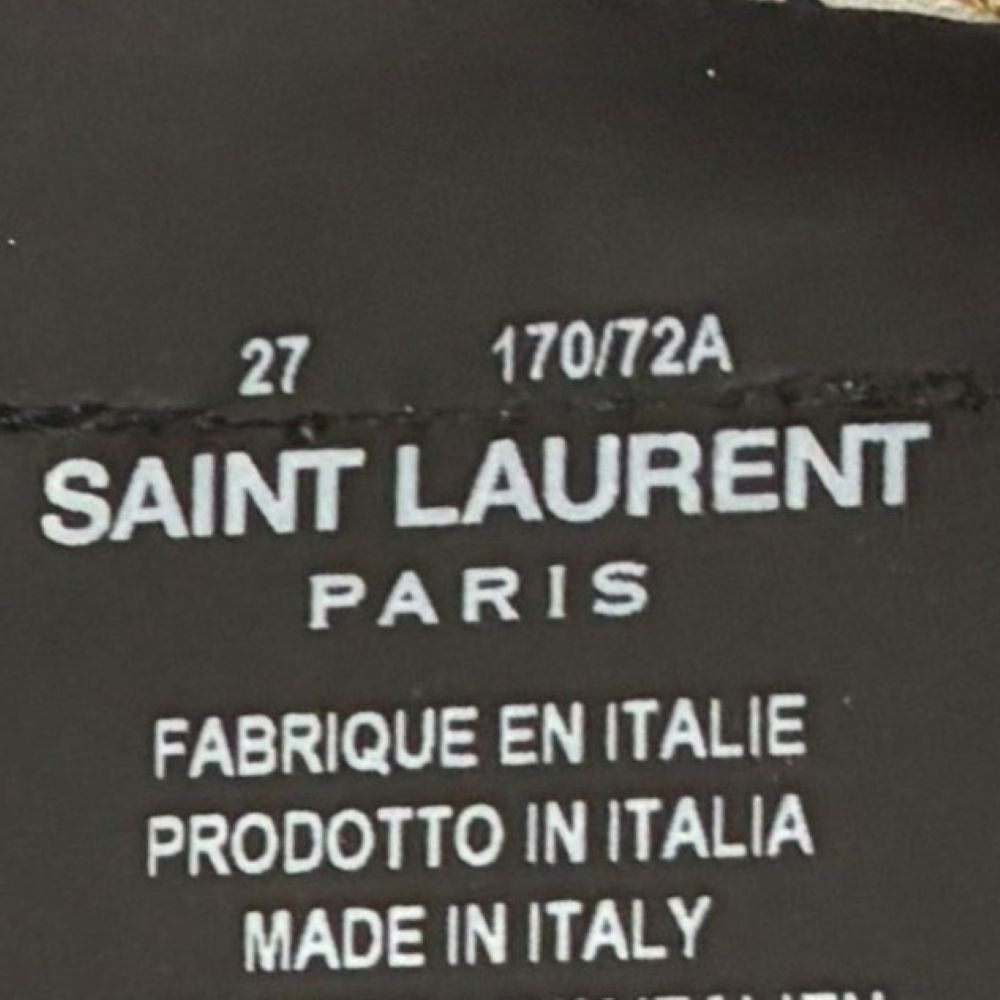 27 170/72A
SAINT LAURENT
PARIS
FABRIQUE EN ITALIE
PRODOTTO IN ITALIA
MADE IN ITALY